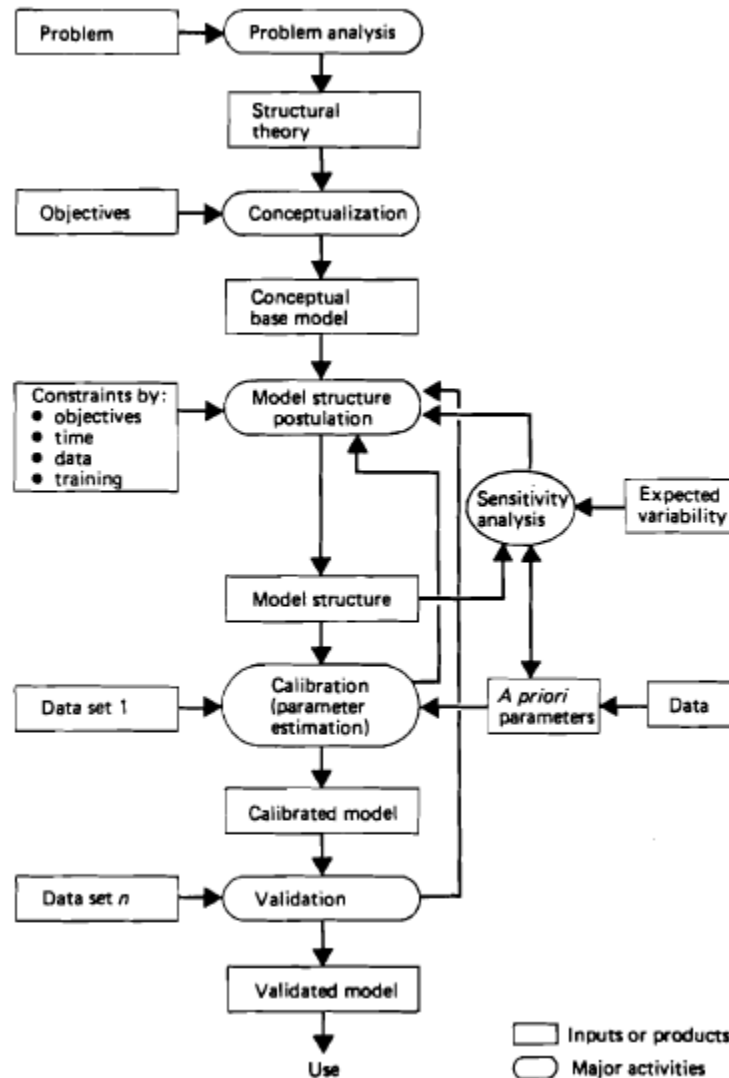 Problem
Problem analysis
Structural
theory
Objectives
Conceptualization
Conceptual
base model
Constraints by:
● objectives
● time
● data
● training
Model structure
postulation
Sensitivity
analysis
Expected
variability
Model structure
Data set 1
Calibration
(parameter
estimation)
A priori
parameters
Data
Calibrated model
Data set n
Validation
Validated model
Use
Inputs or products
Major activities